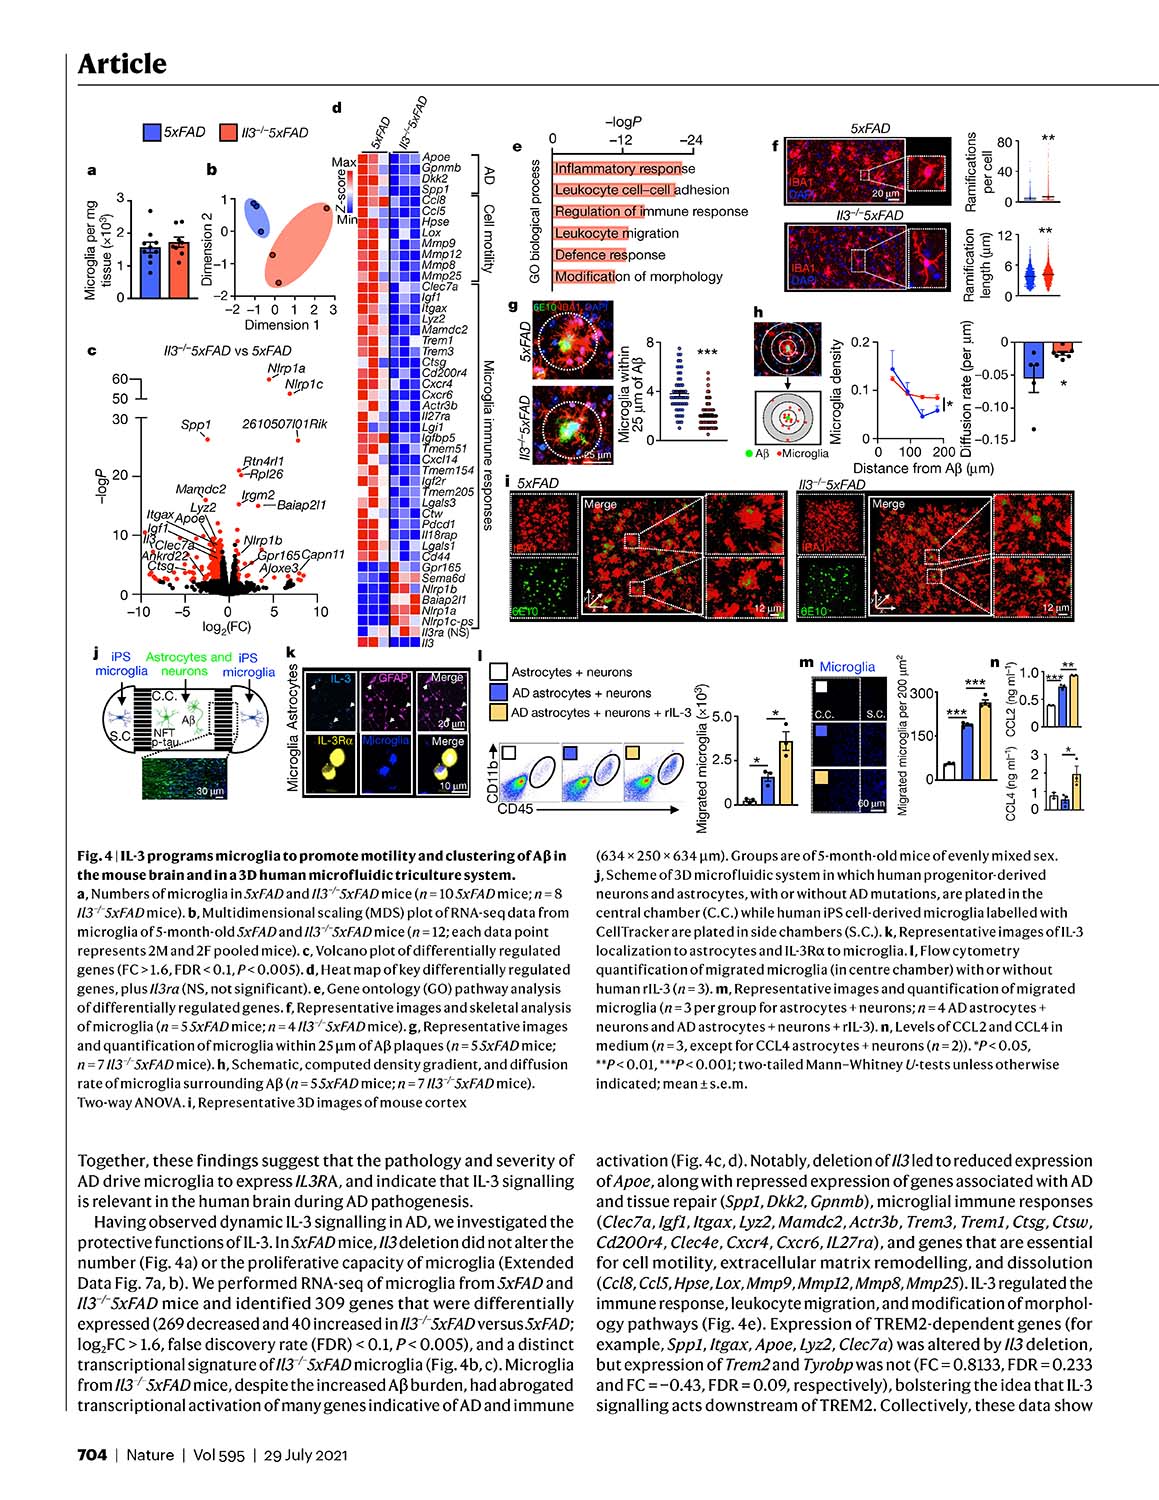 Article
5xFAD
Il3–/–5xFAD
a
Microglia per mg
tissue (×10³)
3
2
1
0
b
Dimension 2
1
0
−1
−2
−2 −1 0 1 2 3
Dimension 1
c
Il3–/–5xFAD vs 5xFAD
−logP
60
50
30
20
10
0
Nlrp1a
Nlrp1c
Spp1
2610507I01Rik
Rtn4rl1
Rpl26
Mamdc2
Irgm2
Lyz2
Baiap2l1
Itgax
Apoe
Igf1
Il3
Nlrp1b
Clec7a
Ankrd22
Gpr165
Capn11
Ctsg
Aloxe3
−10 −5 0 5 10
log₂(FC)
d
5xFAD
Il3–/–5xFAD
Max
Z-score
Min
Apoe
Gpnmb
Dkk2
Spp1
Ccl8
Ccl5
Hpse
Lox
Mmp9
Mmp12
Mmp8
Mmp25
Clec7a
Igf1
Itgax
Lyz2
Mamdc2
Trem1
Trem3
Ctsg
Cd200r4
Cxcr4
Cxcr6
Actr3b
Il27ra
Lgi1
Igfbp5
Tmem51
Cxcl14
Tmem154
Igf2r
Tmem205
Lgals3
Ctw
Pdcd1
Il18rap
Lgals1
Cd44
Gpr165
Sema6d
Nlrp1b
Baiap2l1
Nlrp1a
Nlrp1c-ps
Il3ra (NS)
Il3
AD
Cell motility
Microglia immune responses
e
−logP
0 −12 −24
GO biological process
Inflammatory response
Leukocyte cell–cell adhesion
Regulation of immune response
Leukocyte migration
Defence response
Modification of morphology
f
5xFAD
IBA1
DAPI
20 μm
Il3–/–5xFAD
IBA1
DAPI
Ramifications
per cell
80
40
0
**
Ramification
length (μm)
12
6
0
**
g
6E10 IBA1 DAPI
5xFAD
Il3–/–5xFAD
25 μm
Microglia within
25 μm of Aβ
8
4
0
***
h
Aβ Microglia
Microglia density
0.2
0.1
0
0 100 200
Distance from Aβ (μm)
*
Diffusion rate (per μm)
0
−0.05
−0.10
−0.15
*
i
5xFAD
IBA1
6E10
Merge
12 μm
Il3–/–5xFAD
IBA1
6E10
Merge
12 μm
j
iPS
microglia
Astrocytes and
neurons
iPS
microglia
C.C.
Aβ
S.C.
NFT
p-tau
30 μm
k
Microglia Astrocytes
IL-3
GFAP
Merge
20 μm
IL-3Rα
Microglia
Merge
10 μm
l
Astrocytes + neurons
AD astrocytes + neurons
AD astrocytes + neurons + rIL-3
CD11b
CD45
Migrated microglia (×10³)
5.0
2.5
0
*
*
m
Microglia
C.C.
S.C.
60 μm
Migrated microglia per 200 μm²
300
150
0
***
***
n
CCL2 (ng ml⁻¹)
1.0
0.5
0
***
**
CCL4 (ng ml⁻¹)
3
2
1
0
*
Fig. 4 | IL-3 programs microglia to promote motility and clustering of Aβ in
the mouse brain and in a 3D human microfluidic triculture system.
a, Numbers of microglia in 5xFAD and Il3–/–5xFAD mice (n = 10 5xFAD mice; n = 8
Il3–/–5xFAD mice). b, Multidimensional scaling (MDS) plot of RNA-seq data from
microglia of 5-month-old 5xFAD and Il3–/–5xFAD mice (n = 12; each data point
represents 2M and 2F pooled mice). c, Volcano plot of differentially regulated
genes (FC > 1.6, FDR < 0.1, P < 0.005). d, Heat map of key differentially regulated
genes, plus Il3ra (NS, not significant). e, Gene ontology (GO) pathway analysis
of differentially regulated genes. f, Representative images and skeletal analysis
of microglia (n = 5 5xFAD mice; n = 4 Il3–/–5xFAD mice). g, Representative images
and quantification of microglia within 25 μm of Aβ plaques (n = 5 5xFAD mice;
n = 7 Il3–/–5xFAD mice). h, Schematic, computed density gradient, and diffusion
rate of microglia surrounding Aβ (n = 5 5xFAD mice; n = 7 Il3–/–5xFAD mice).
Two-way ANOVA. i, Representative 3D images of mouse cortex
(634 × 250 × 634 μm). Groups are of 5-month-old mice of evenly mixed sex.
j, Scheme of 3D microfluidic system in which human progenitor-derived
neurons and astrocytes, with or without AD mutations, are plated in the
central chamber (C.C.) while human iPS cell-derived microglia labelled with
CellTracker are plated in side chambers (S.C.). k, Representative images of IL-3
localization to astrocytes and IL-3Rα to microglia. l, Flow cytometry
quantification of migrated microglia (in centre chamber) with or without
human rIL-3 (n = 3). m, Representative images and quantification of migrated
microglia (n = 3 per group for astrocytes + neurons; n = 4 AD astrocytes +
neurons and AD astrocytes + neurons + rIL-3). n, Levels of CCL2 and CCL4 in
medium (n = 3, except for CCL4 astrocytes + neurons (n = 2)). *P < 0.05,
**P < 0.01, ***P < 0.001; two-tailed Mann–Whitney U-tests unless otherwise
indicated; mean ± s.e.m.
Together, these findings suggest that the pathology and severity of
AD drive microglia to express IL3RA, and indicate that IL-3 signalling
is relevant in the human brain during AD pathogenesis.
Having observed dynamic IL-3 signalling in AD, we investigated the
protective functions of IL-3. In 5xFAD mice, Il3 deletion did not alter the
number (Fig. 4a) or the proliferative capacity of microglia (Extended
Data Fig. 7a, b). We performed RNA-seq of microglia from 5xFAD and
Il3–/–5xFAD mice and identified 309 genes that were differentially
expressed (269 decreased and 40 increased in Il3–/–5xFAD versus 5xFAD;
log₂FC > 1.6, false discovery rate (FDR) < 0.1, P < 0.005), and a distinct
transcriptional signature of Il3–/–5xFAD microglia (Fig. 4b, c). Microglia
from Il3–/–5xFAD mice, despite the increased Aβ burden, had abrogated
transcriptional activation of many genes indicative of AD and immune
activation (Fig. 4c, d). Notably, deletion of Il3 led to reduced expression
of Apoe, along with repressed expression of genes associated with AD
and tissue repair (Spp1, Dkk2, Gpnmb), microglial immune responses
(Clec7a, Igf1, Itgax, Lyz2, Mamdc2, Actr3b, Trem3, Trem1, Ctsg, Ctsw,
Cd200r4, Clec4e, Cxcr4, Cxcr6, IL27ra), and genes that are essential
for cell motility, extracellular matrix remodelling, and dissolution
(Ccl8, Ccl5, Hpse, Lox, Mmp9, Mmp12, Mmp8, Mmp25). IL-3 regulated the
immune response, leukocyte migration, and modification of morphol-
ogy pathways (Fig. 4e). Expression of TREM2-dependent genes (for
example, Spp1, Itgax, Apoe, Lyz2, Clec7a) was altered by Il3 deletion,
but expression of Trem2 and Tyrobp was not (FC = 0.8133, FDR = 0.233
and FC = −0.43, FDR = 0.09, respectively), bolstering the idea that IL-3
signalling acts downstream of TREM2. Collectively, these data show
704 | Nature | Vol 595 | 29 July 2021